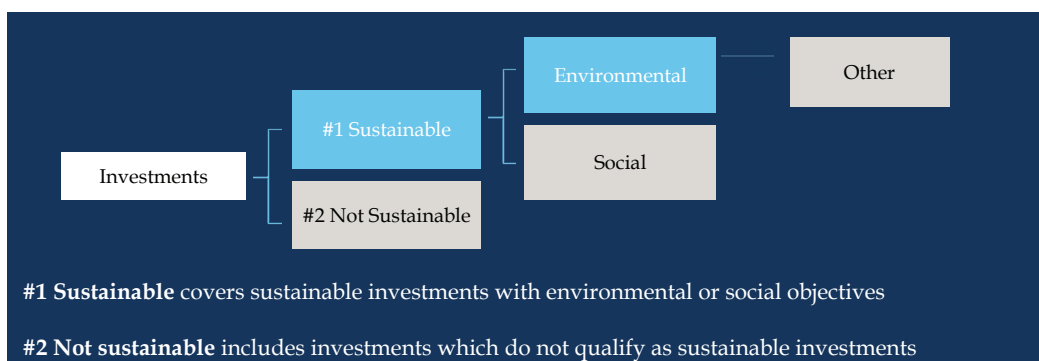 Environmental
Other
#1 Sustainable
Social
Investments
#2 Not Sustainable
#1 Sustainable covers sustainable investments with environmental or social objectives
#2 Not sustainable includes investments which do not qualify as sustainable investments